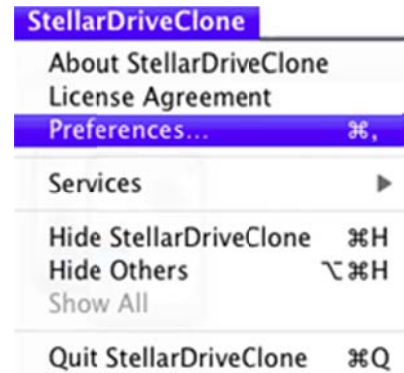 StellarDriveClone
About StellarDriveClone
License Agreement
Preferences... ⌘,
Services ▶
Hide StellarDriveClone ⌘H
Hide Others ⌥⌘H
Show All
Quit StellarDriveClone ⌘Q